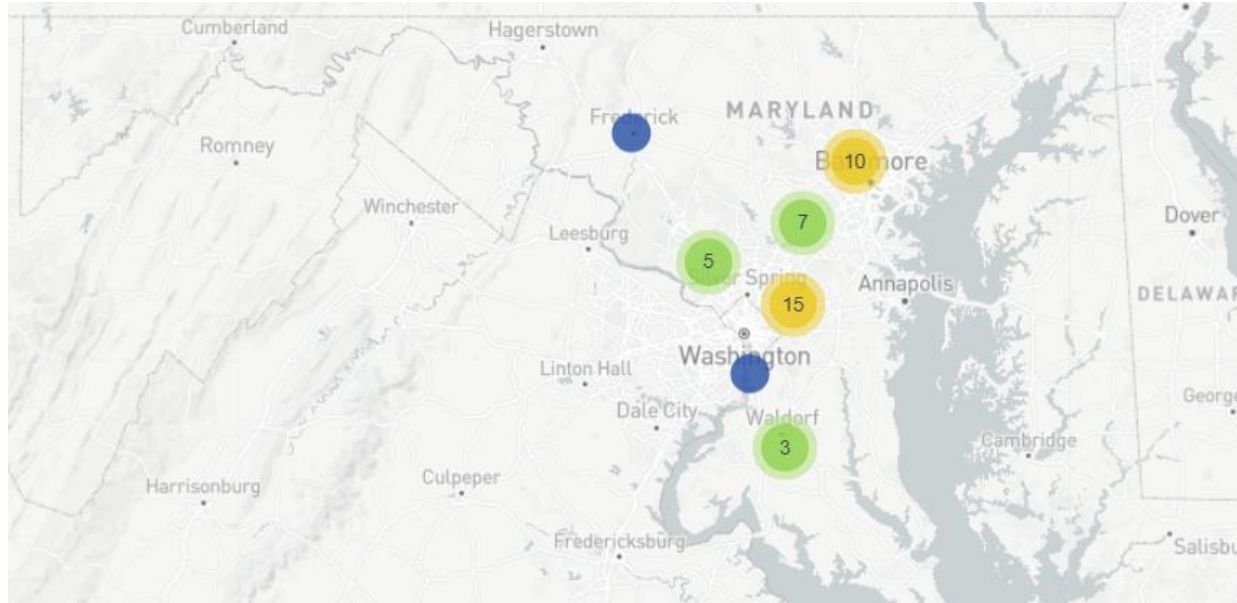 Cumberland
Hagerstown
Frederick
MARYLAND
Romney
10
Baltimore
Winchester
7
Dover
Leesburg
5
Silver Spring
Annapolis
15
DELAWAR
Washington
Linton Hall
Dale City
Waldorf
George
3
Cambridge
Culpeper
Harrisonburg
Fredericksburg
Salisbu